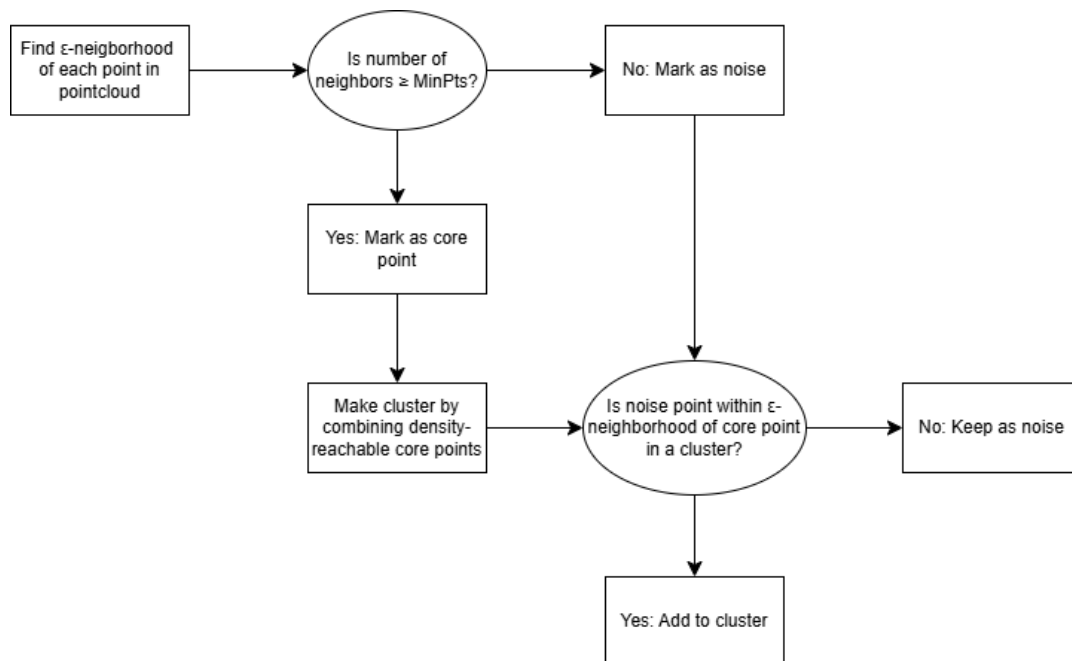 Find ε-neigborhood
of each point in
pointcloud
Is number of
neighbors ≥ MinPts?
No: Mark as noise
Yes: Mark as core
point
Make cluster by
combining density-
reachable core points
Is noise point within ε-
neighborhood of core point
in a cluster?
No: Keep as noise
Yes: Add to cluster